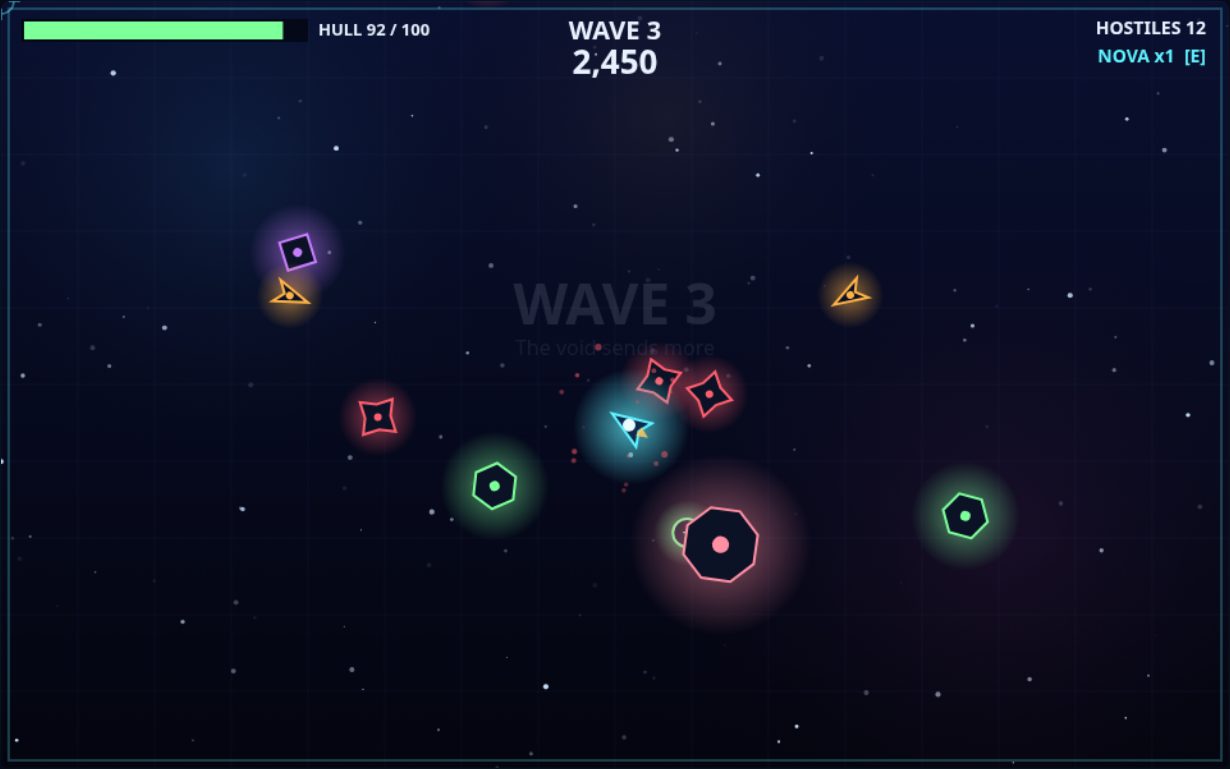 HULL 92 / 100
WAVE 3
2,450
HOSTILES 12
NOVA x1 [E]
WAVE 3
The void sends more